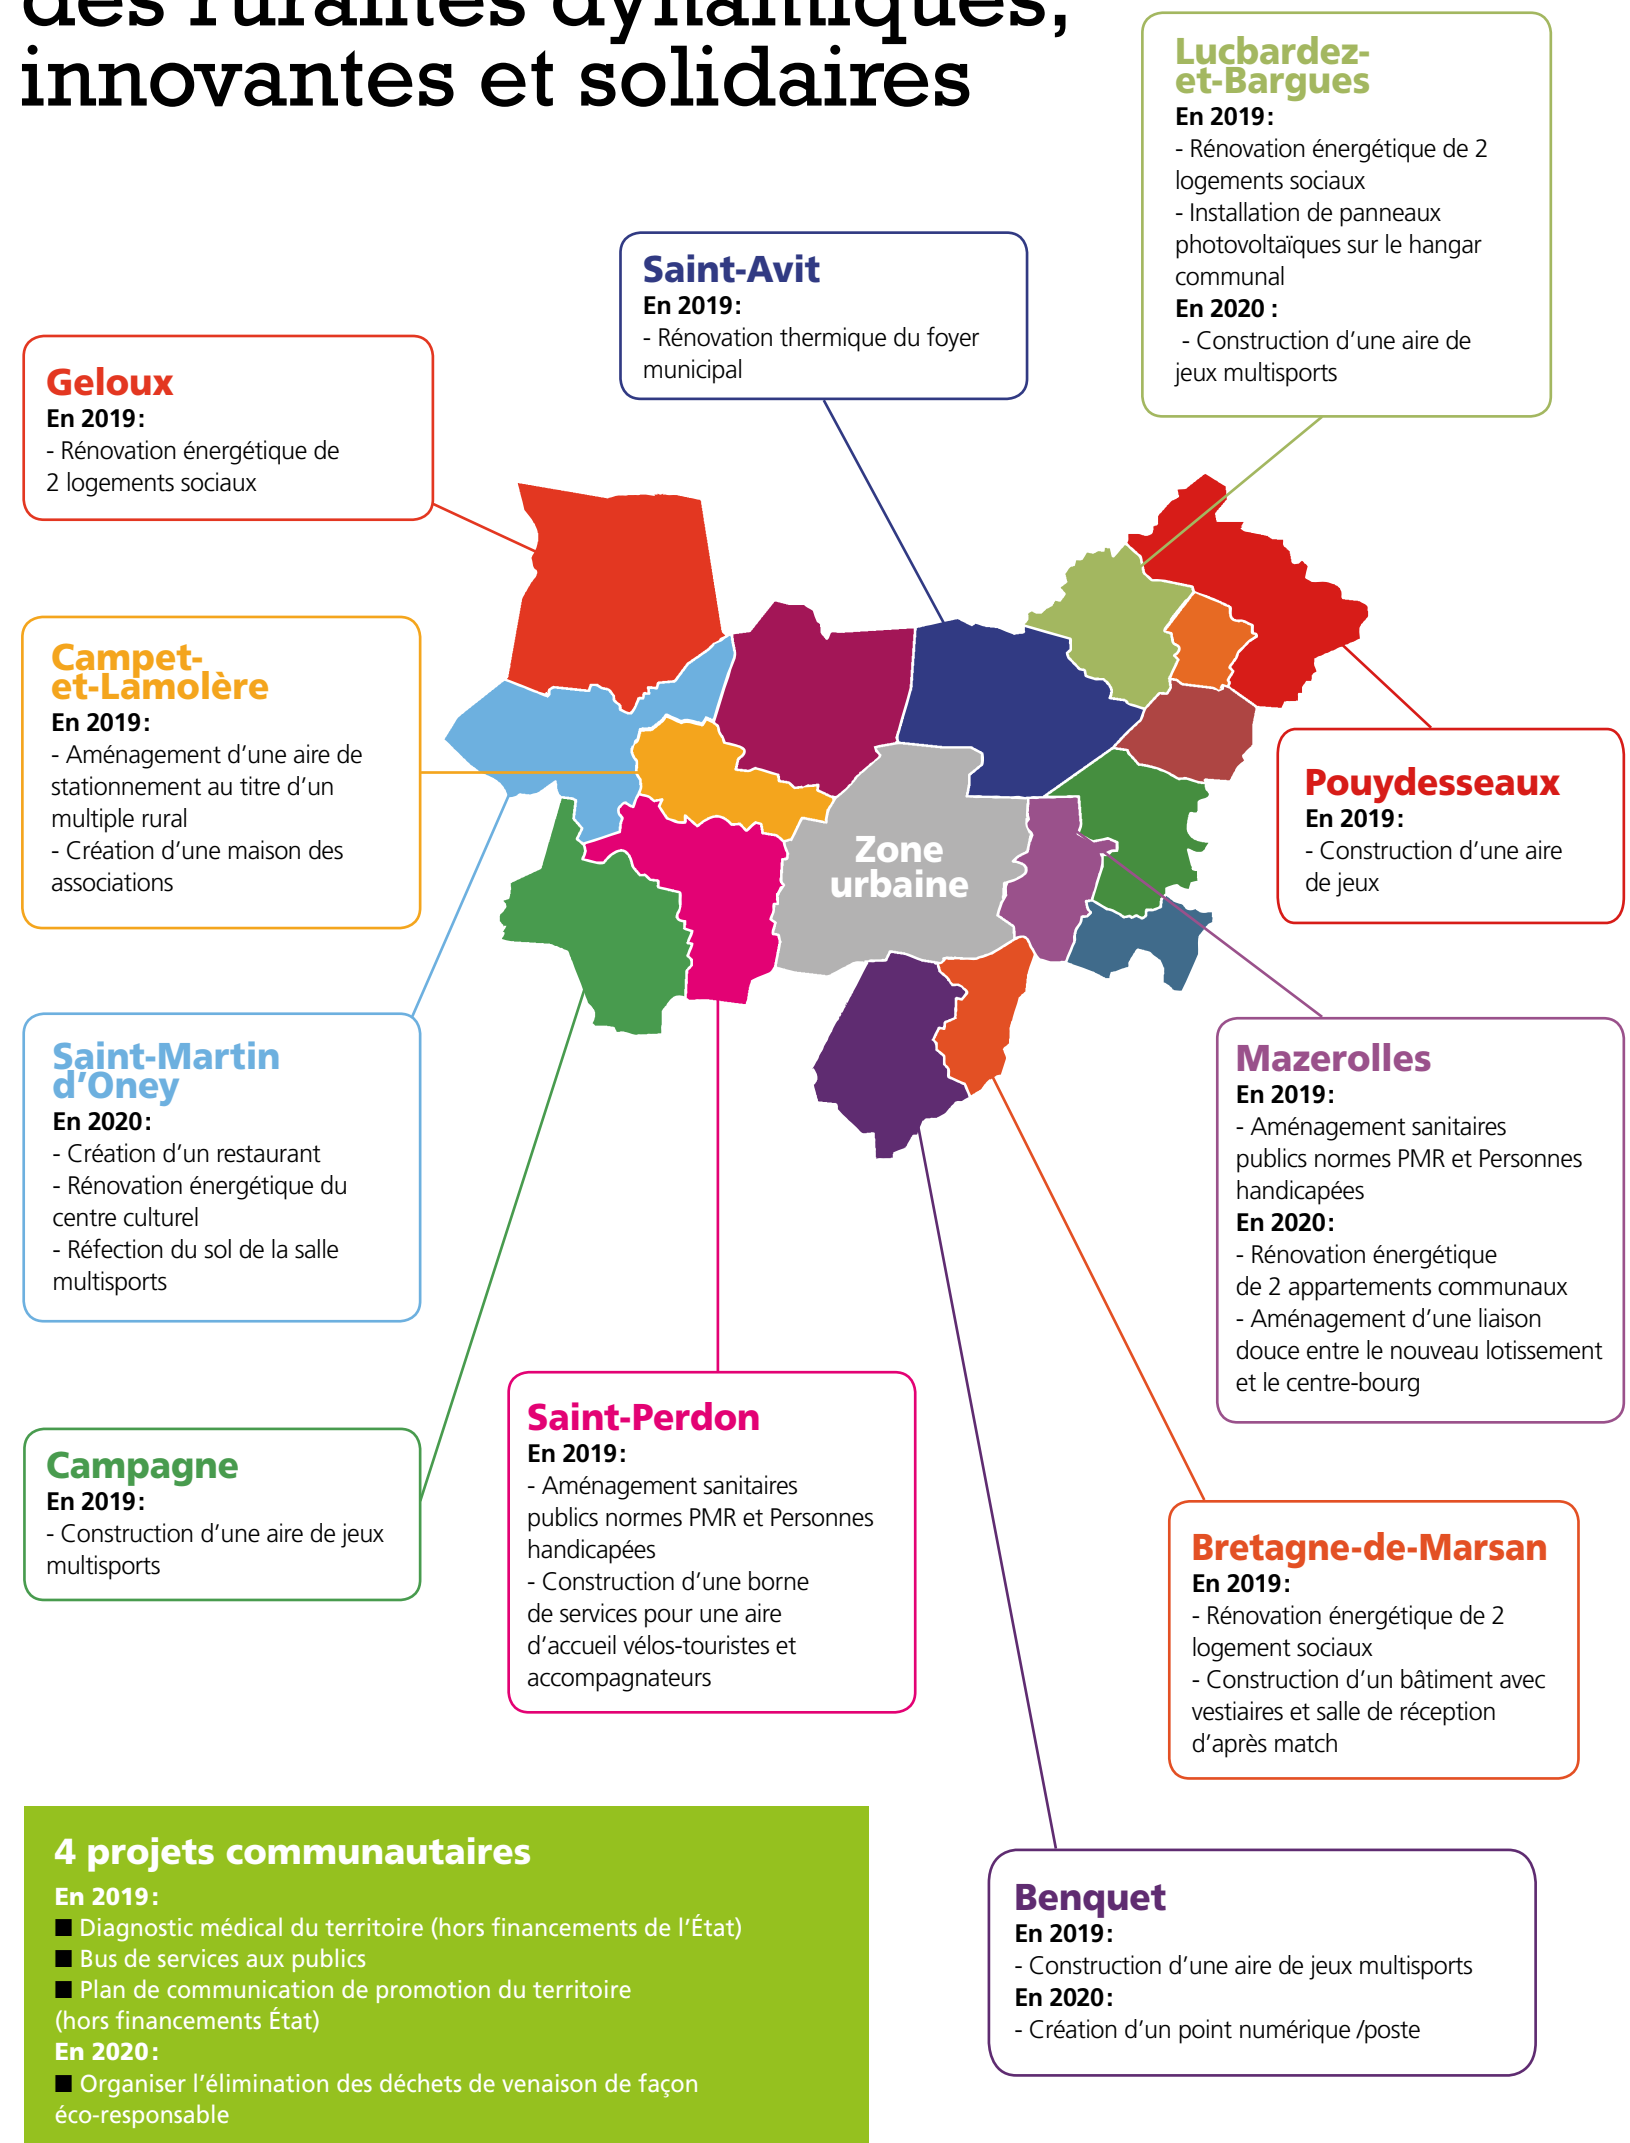 des ruralités dynamiques,
innovantes et solidaires
Lucbardez-
et-Bargues
En 2019:
- Rénovation énergétique de 2
logements sociaux
- Installation de panneaux
photovoltaïques sur le hangar
communal
En 2020 :
- Construction d'une aire de
jeux multisports
Saint-Avit
En 2019:
- Rénovation thermique du foyer
municipal
Geloux
En 2019:
- Rénovation énergétique de
2 logements sociaux
Campet-
et-Lamolère
En 2019:
- Aménagement d'une aire de
stationnement au titre d'un
multiple rural
- Création d'une maison des
associations
Zone
urbaine
Pouydesseaux
En 2019:
- Construction d'une aire
de jeux
Saint-Martin
d'Oney
En 2020:
- Création d'un restaurant
- Rénovation énergétique du
centre culturel
- Réfection du sol de la salle
multisports
Mazerolles
En 2019:
- Aménagement sanitaires
publics normes PMR et Personnes
handicapées
En 2020:
- Rénovation énergétique
de 2 appartements communaux
- Aménagement d'une liaison
douce entre le nouveau lotissement
et le centre-bourg
Campagne
En 2019:
- Construction d'une aire de jeux
multisports
Saint-Perdon
En 2019:
- Aménagement sanitaires
publics normes PMR et Personnes
handicapées
- Construction d'une borne
de services pour une aire
d'accueil vélos-touristes et
accompagnateurs
Bretagne-de-Marsan
En 2019:
- Rénovation énergétique de 2
logement sociaux
- Construction d'un bâtiment avec
vestiaires et salle de réception
d'après match
4 projets communautaires
En 2019:
■ Diagnostic médical du territoire (hors financements de l'État)
■ Bus de services aux publics
■ Plan de communication de promotion du territoire
(hors financements État)
En 2020:
■ Organiser l'élimination des déchets de venaison de façon
éco-responsable
Benquet
En 2019:
- Construction d'une aire de jeux multisports
En 2020:
- Création d'un point numérique /poste